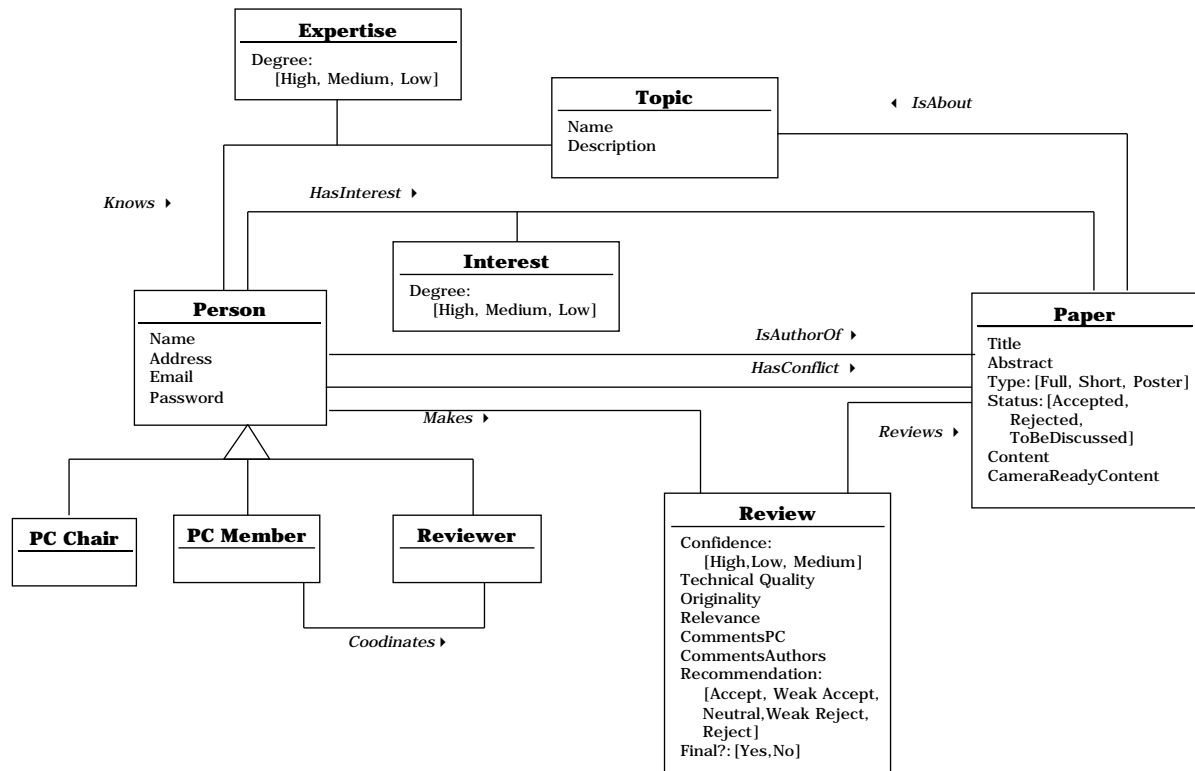 Expertise
Degree:
[High, Medium, Low]
Topic
Name
Description
◂ IsAbout
Knows ▸
HasInterest ▸
Interest
Degree:
[High, Medium, Low]
Person
Name
Address
Email
Password
Paper
Title
Abstract
Type: [Full, Short, Poster]
Status: [Accepted,
Rejected,
ToBeDiscussed]
Content
CameraReadyContent
IsAuthorOf ▸
HasConflict ▸
Makes ▸
Reviews ▸
PC Chair
PC Member
Reviewer
Coodinates ▸
Review
Confidence:
[High,Low, Medium]
Technical Quality
Originality
Relevance
CommentsPC
CommentsAuthors
Recommendation:
[Accept, Weak Accept,
Neutral,Weak Reject,
Reject]
Final?: [Yes,No]